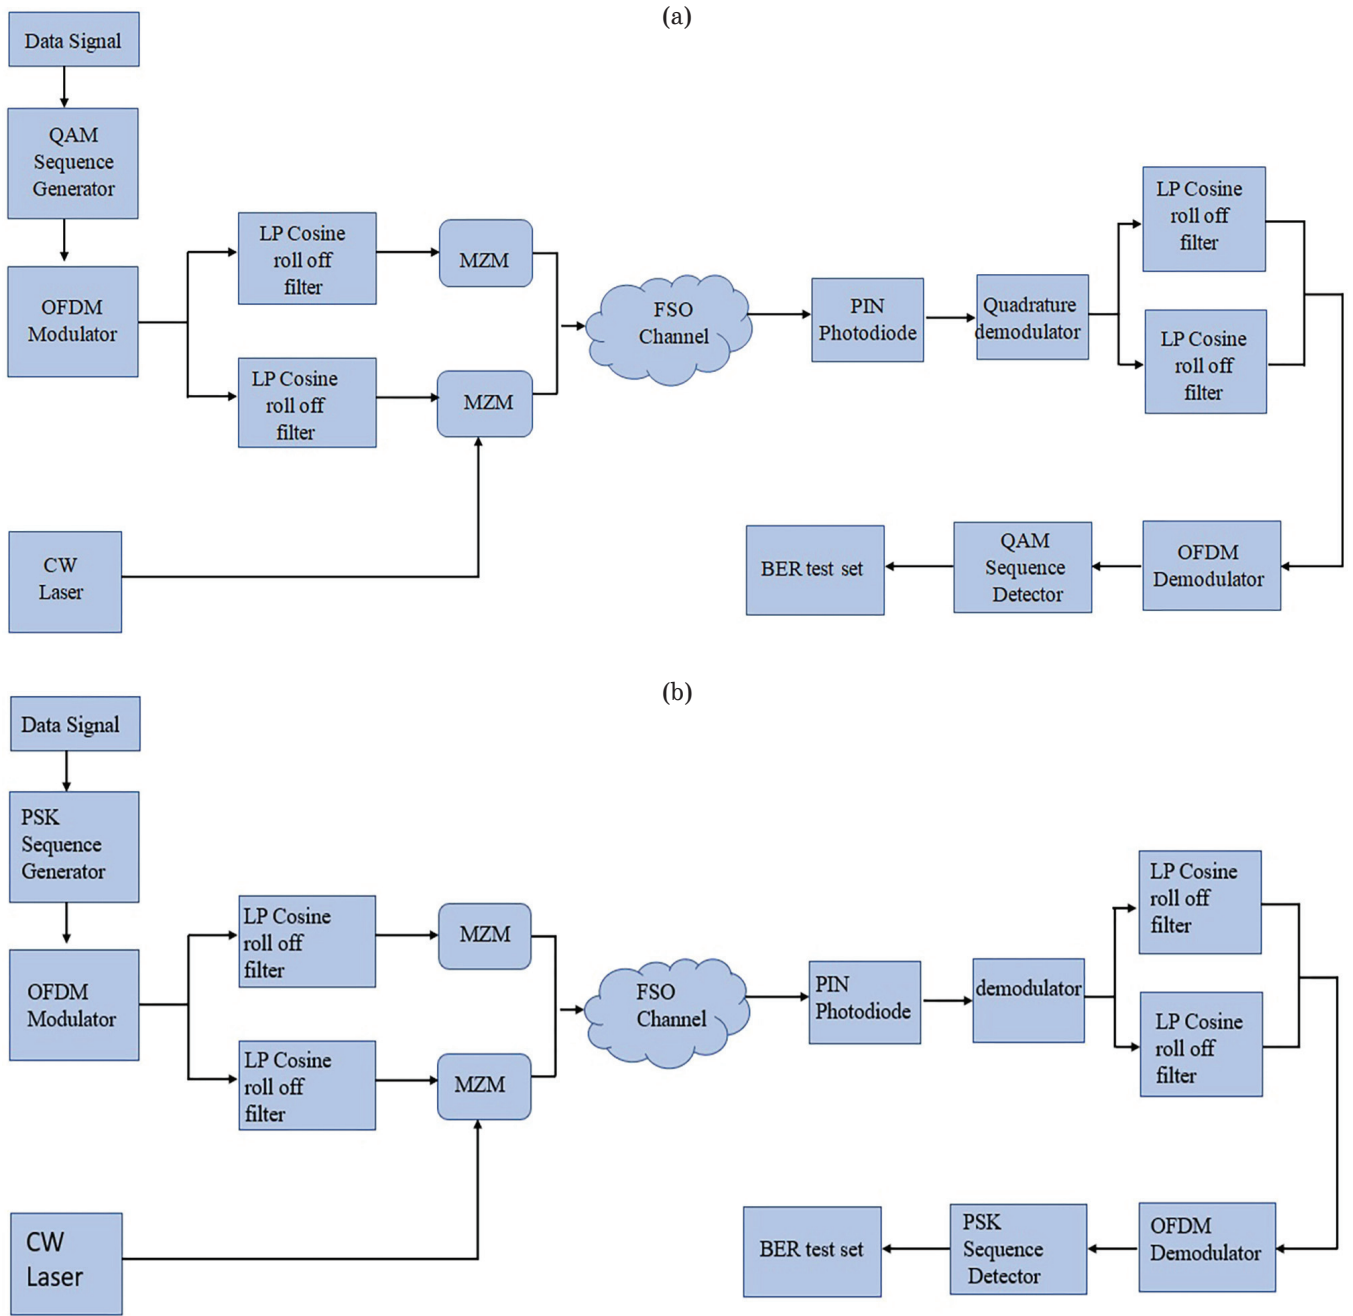 (a)
Data Signal
QAM
Sequence
Generator
OFDM
Modulator
LP Cosine
roll off
filter
LP Cosine
roll off
filter
MZM
MZM
CW
Laser
FSO
Channel
PIN
Photodiode
Quadrature
demodulator
LP Cosine
roll off
filter
LP Cosine
roll off
filter
OFDM
Demodulator
QAM
Sequence
Detector
BER test set
(b)
Data Signal
PSK
Sequence
Generator
OFDM
Modulator
LP Cosine
roll off
filter
LP Cosine
roll off
filter
MZM
MZM
CW
Laser
FSO
Channel
PIN
Photodiode
demodulator
LP Cosine
roll off
filter
LP Cosine
roll off
filter
OFDM
Demodulator
PSK
Sequence
Detector
BER test set